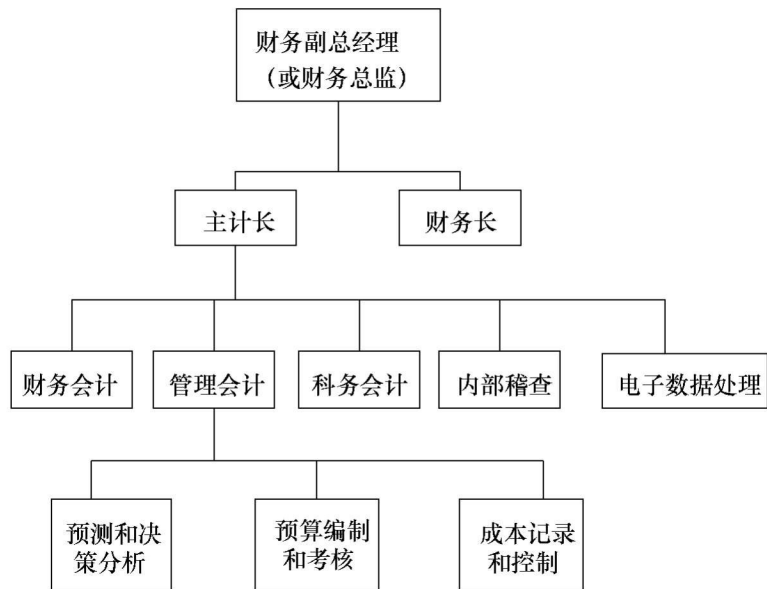 财务副总经理
（或财务总监）
主计长
财务长
财务会计
管理会计
科务会计
内部稽查
电子数据处理
预测和决
策分析
预算编制
和考核
成本记录
和控制